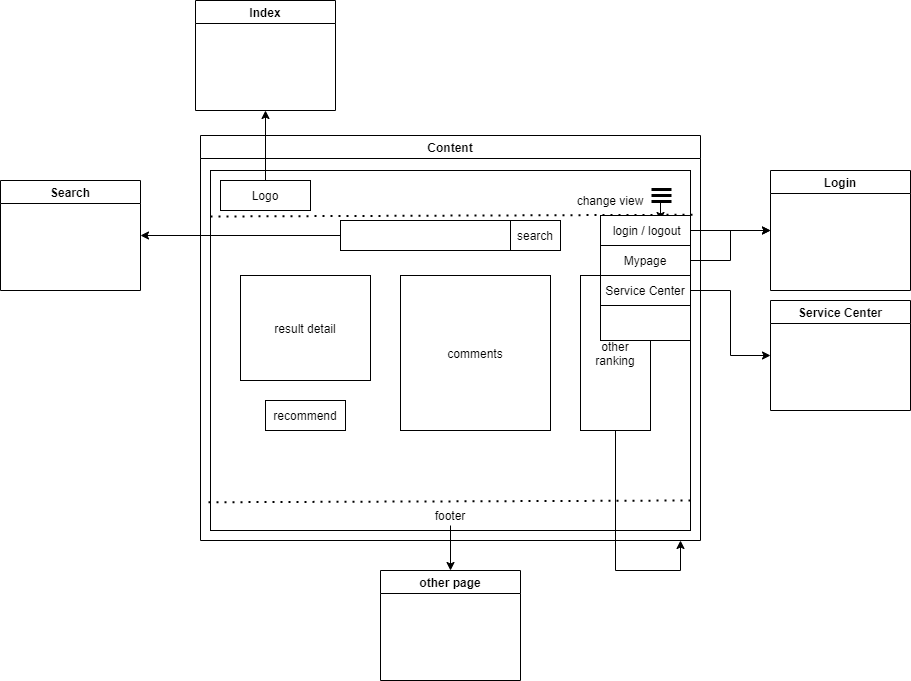 Index
Content
Search
Logo
change view
Login
login / logout
search
Mypage
Service Center
Service Center
result detail
comments
other
ranking
recommend
footer
other page